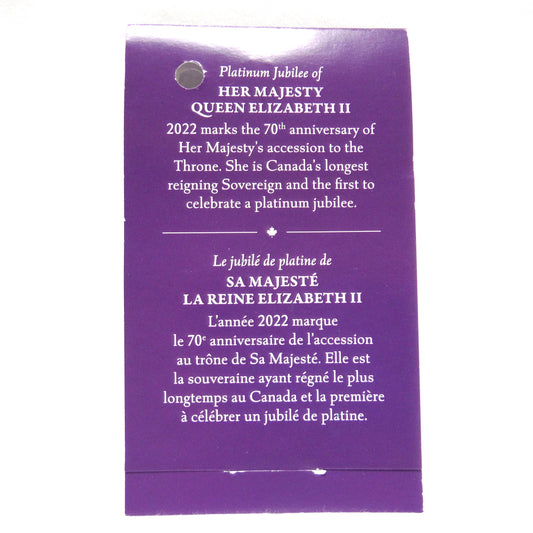 Platinum Jubilee of
HER MAJESTY
QUEEN ELIZABETH II
2022 marks the 70th anniversary of
Her Majesty's accession to the
Throne. She is Canada's longest
reigning Sovereign and the first to
celebrate a platinum jubilee.
Le jubilé de platine de
SA MAJESTÉ
LA REINE ELIZABETH II
L'année 2022 marque
le 70e anniversaire de l'accession
au trône de Sa Majesté. Elle est
la souveraine ayant régné le plus
longtemps au Canada et la première
à célébrer un jubilé de platine.